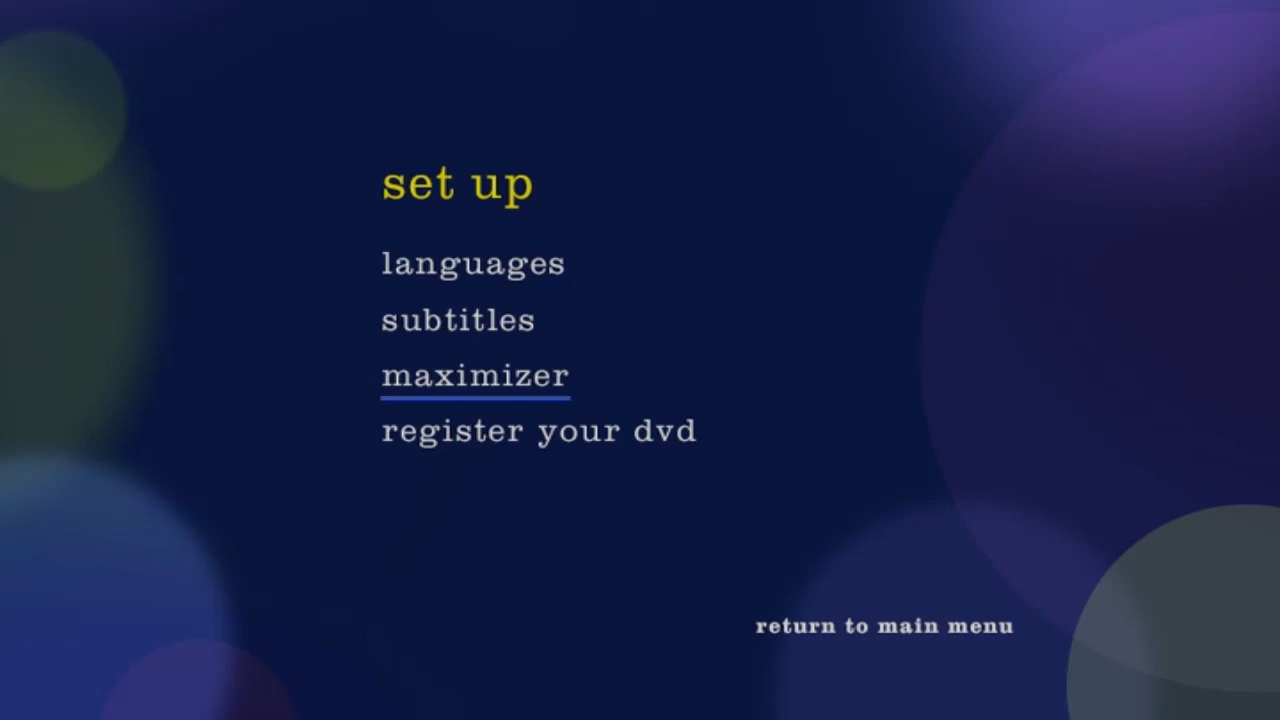 set up
languages
subtitles
maximizer
register your dvd
return to main menu